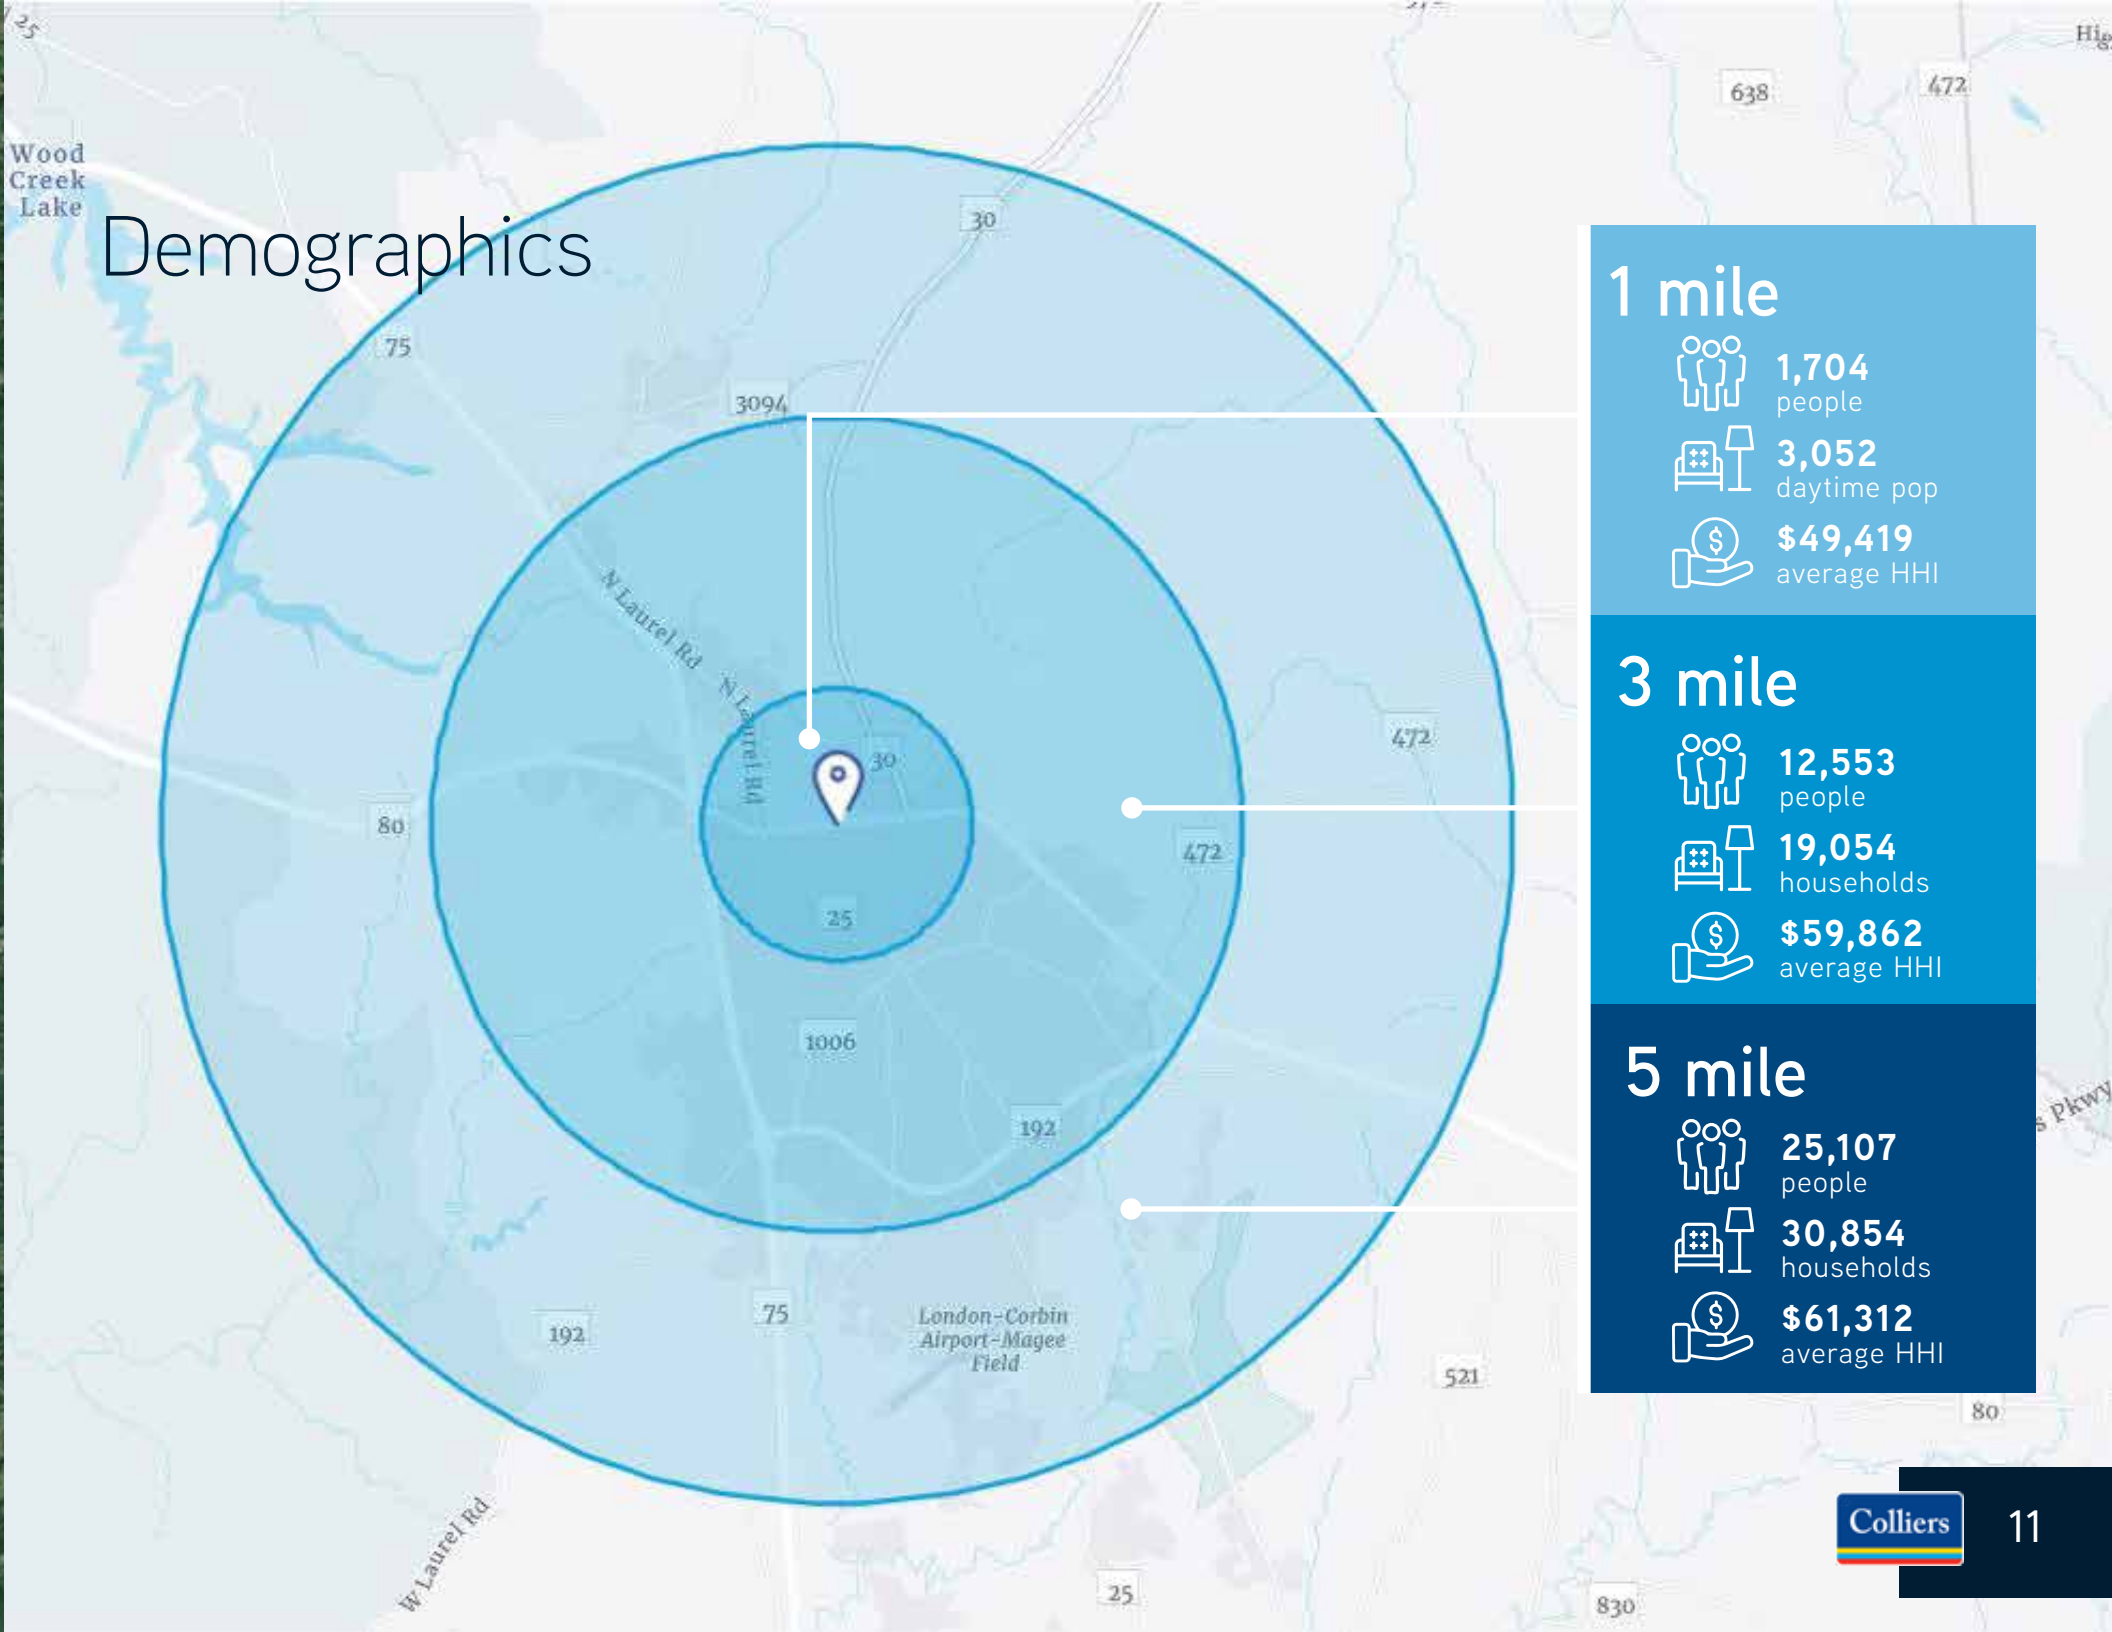 25
Wood
Creek
Lake
Demographics
75
3094
30
638
472
N Laurel Rd
N Laurel Rd
30
80
25
472
472
1006
192
192
75
London-Corbin
Airport-Magee
Field
521
80
W Laurel Rd
25
830
s Pkwy
1 mile
1,704
people
3,052
daytime pop
$49,419
average HHI
3 mile
12,553
people
19,054
households
$59,862
average HHI
5 mile
25,107
people
30,854
households
$61,312
average HHI
Colliers
11